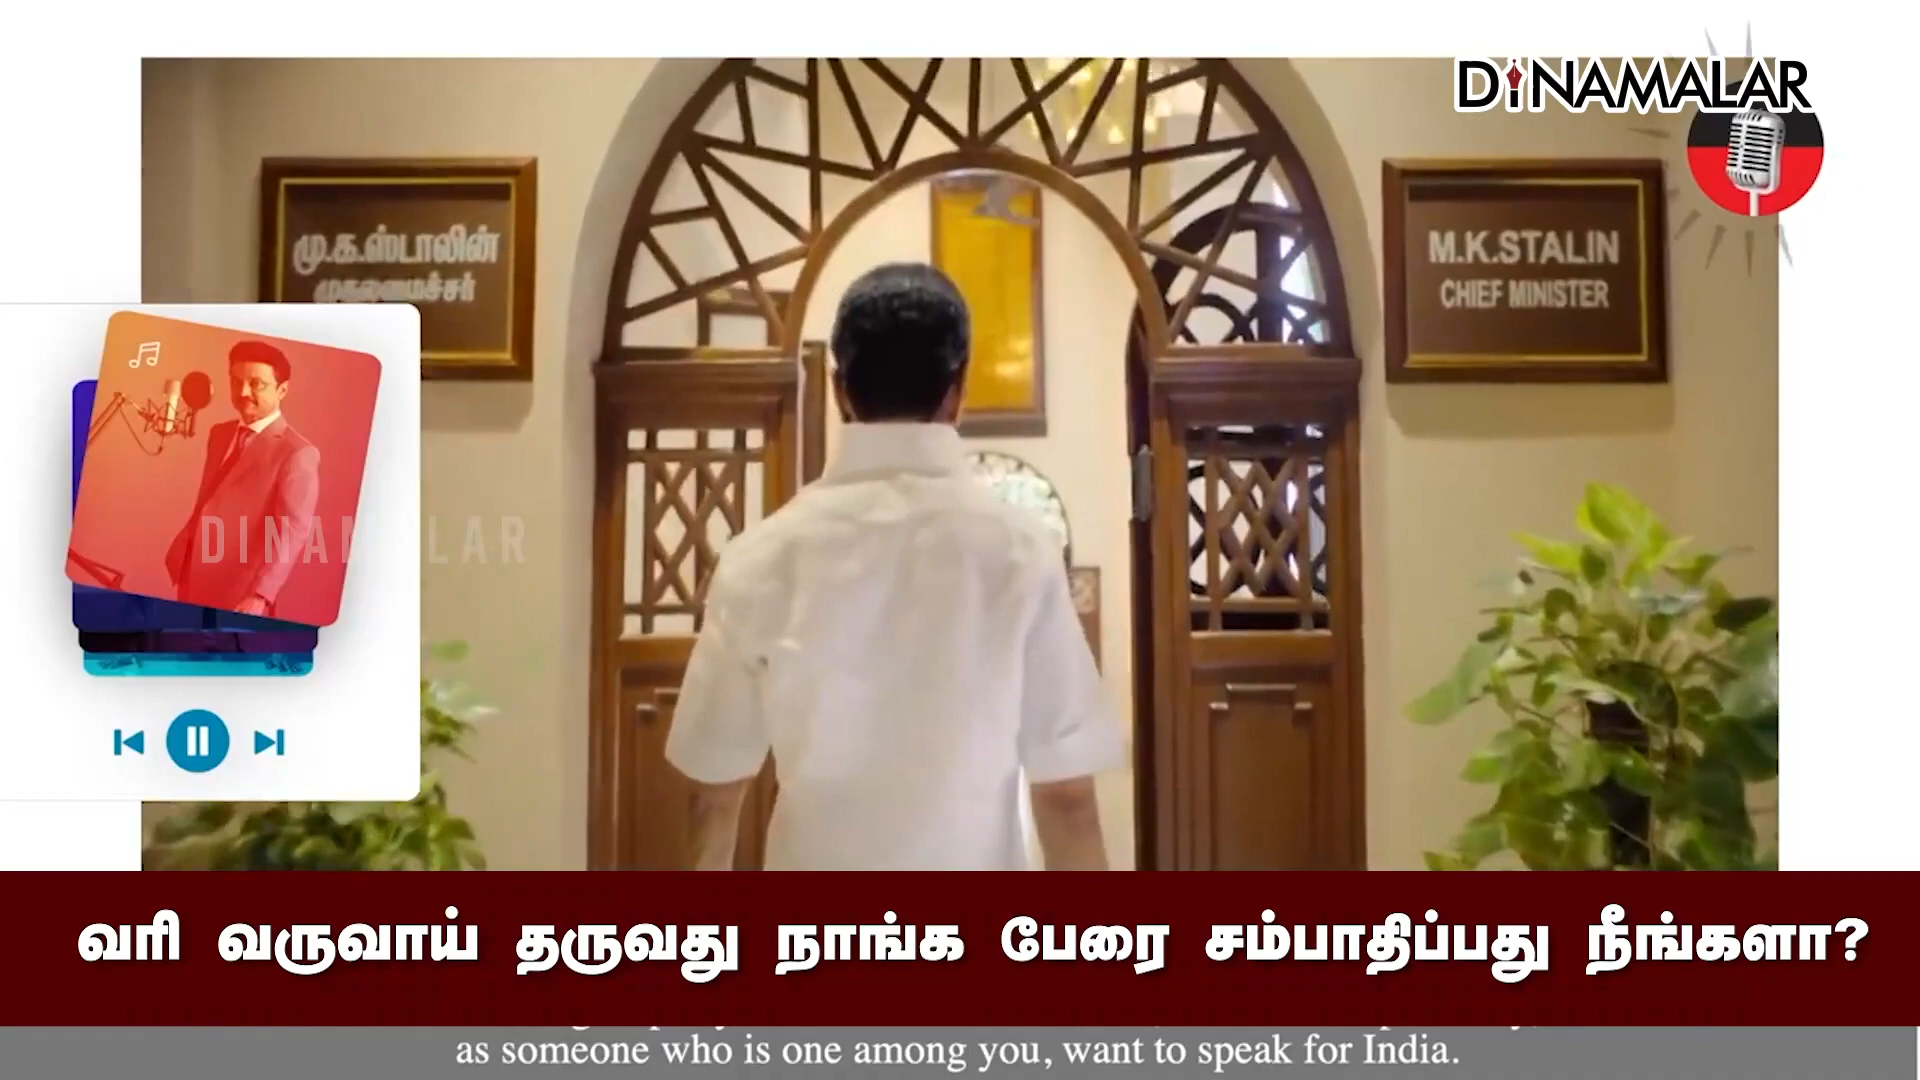 DINAMALAR
மு.க.ஸ்டாலின்
முதலமைச்சர்
M.K.STALIN
CHIEF MINISTER
DINAMALAR
வரி வருவாய் தருவது நாங்க பேரை சம்பாதிப்பது நீங்களா?
as someone who is one among you, want to speak for India.